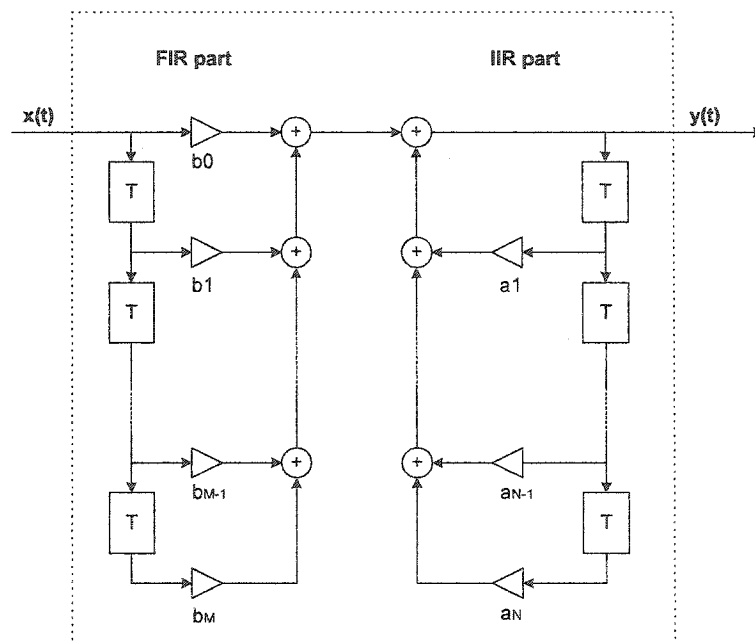 FIR part IIR part
x(t) y(t)
+ +
b0
T T
+ +
b1 a1
T T
+ +
bM-1 aN-1
T T
bM aN